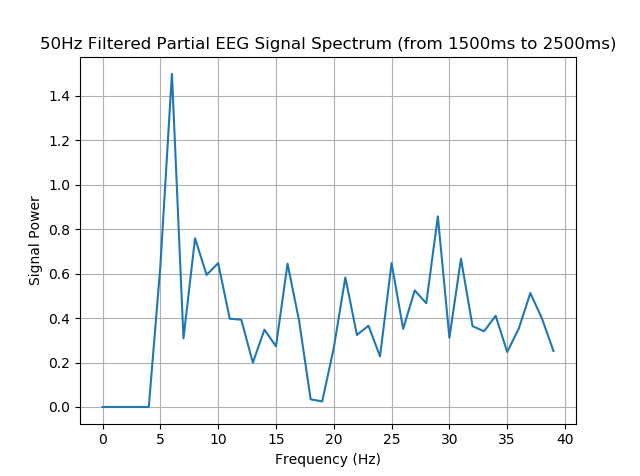 50Hz Filtered Partial EEG Signal Spectrum (from 1500ms to 2500ms)
Signal Power
1.4
1.2
1.0
0.8
0.6
0.4
0.2
0.0
0 5 10 15 20 25 30 35 40
Frequency (Hz)